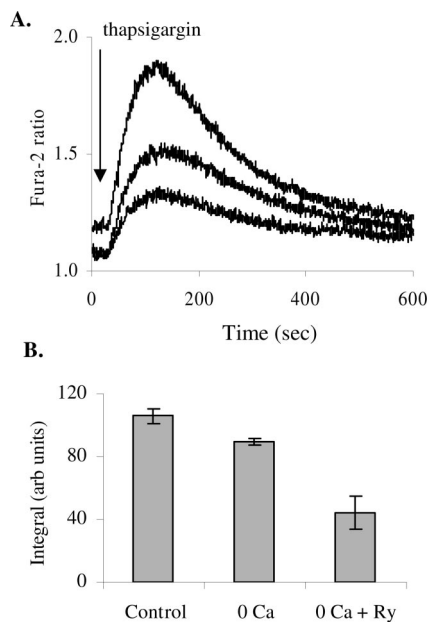 A.
thapsigargin
2.0
1.5
1.0
Fura-2 ratio
0
200
400
600
Time (sec)
B.
120
80
40
0
Integral (arb units)
Control
0 Ca
0 Ca + Ry